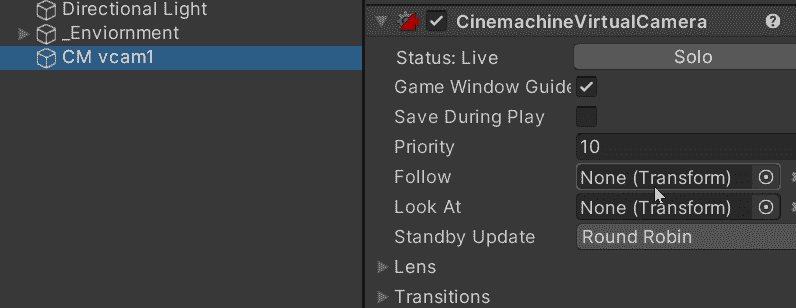 Directional Light
_Enviornment
CM vcam1
CinemachineVirtualCamera
Status: Live Solo
Game Window Guide
Save During Play
Priority 10
Follow None (Transform)
Look At None (Transform)
Standby Update Round Robin
Lens
Transitions